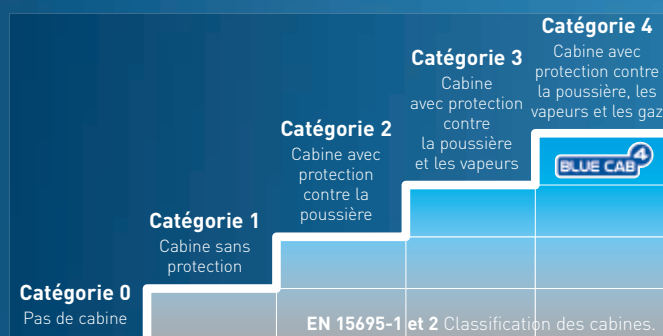 Catégorie 0
Pas de cabine
Catégorie 1
Cabine sans
protection
Catégorie 2
Cabine avec
protection
contre la
poussière
Catégorie 3
Cabine
avec protection
contre
la poussière
et les vapeurs
Catégorie 4
Cabine avec
protection contre
la poussière, les
vapeurs et les gaz
BLUE CAB 4
EN 15695-1 et 2 Classification des cabines.